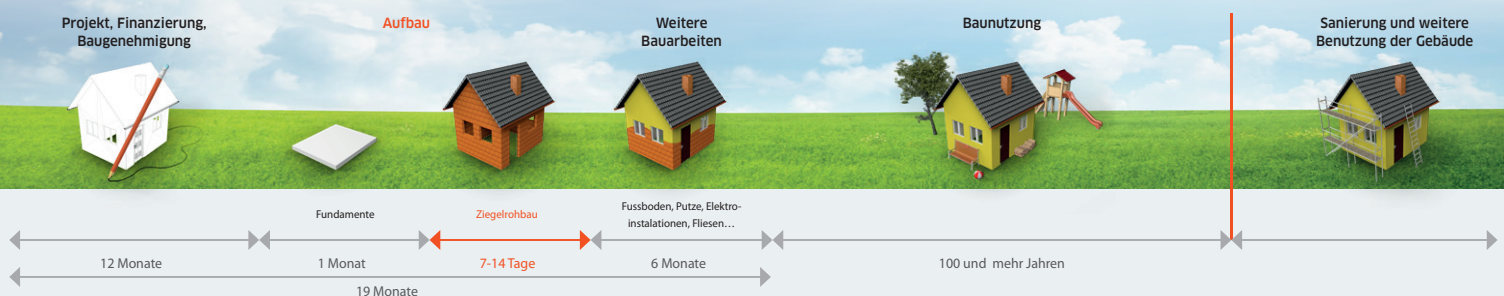 Projekt, Finanzierung,
Baugenehmigung
Aufbau
Weitere
Bauarbeiten
Baunutzung
Sanierung und weitere
Benutzung der Gebäude
Fundamente
Ziegelrohbau
Fussboden, Putze, Elektro-
instalationen, Fliesen...
12 Monate
1 Monat
7-14 Tage
6 Monate
100 und mehr Jahren
19 Monate